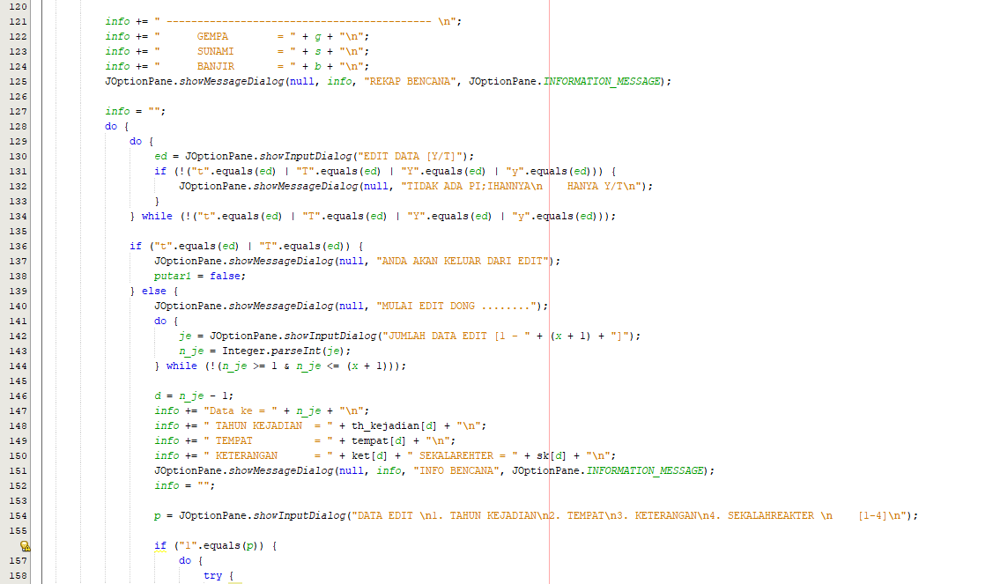 120
121 info += " ------------------------------------------- \n";
122 info += "      GEMPA        = " + g + "\n";
123 info += "      SUNAMI       = " + s + "\n";
124 info += "      BANJIR       = " + b + "\n";
125 JOptionPane.showMessageDialog(null, info, "REKAP BENCANA", JOptionPane.INFORMATION_MESSAGE);
126
127 info = "";
128 do {
129     do {
130         ed = JOptionPane.showInputDialog("EDIT DATA [Y/T]");
131         if (!("t".equals(ed) | "T".equals(ed) | "Y".equals(ed) | "y".equals(ed))) {
132             JOptionPane.showMessageDialog(null, "TIDAK ADA PI;IHANNYA\n    HANYA Y/T\n");
133         }
134     } while (!("t".equals(ed) | "T".equals(ed) | "Y".equals(ed) | "y".equals(ed)));
135
136     if ("t".equals(ed) | "T".equals(ed)) {
137         JOptionPane.showMessageDialog(null, "ANDA AKAN KELUAR DARI EDIT");
138         putar1 = false;
139     } else {
140         JOptionPane.showMessageDialog(null, "MULAI EDIT DONG ........");
141         do {
142             je = JOptionPane.showInputDialog("JUMLAH DATA EDIT [1 - " + (x + 1) + "]");
143             n_je = Integer.parseInt(je);
144         } while (!(n_je >= 1 & n_je <= (x + 1)));
145
146         d = n_je - 1;
147         info += "Data ke = " + n_je + "\n";
148         info += " TAHUN KEJADIAN  = " + th_kejadian[d] + "\n";
149         info += " TEMPAT          = " + tempat[d] + "\n";
150         info += " KETERANGAN      = " + ket[d] + " SEKALAREHTER = " + sk[d] + "\n";
151         JOptionPane.showMessageDialog(null, info, "INFO BENCANA", JOptionPane.INFORMATION_MESSAGE);
152         info = "";
153
154         p = JOptionPane.showInputDialog("DATA EDIT \n1. TAHUN KEJADIAN\n2. TEMPAT\n3. KETERANGAN\n4. SEKALAHREAKTER \n    [1-4]\n");
155
        if ("1".equals(p)) {
157             do {
158                 try {